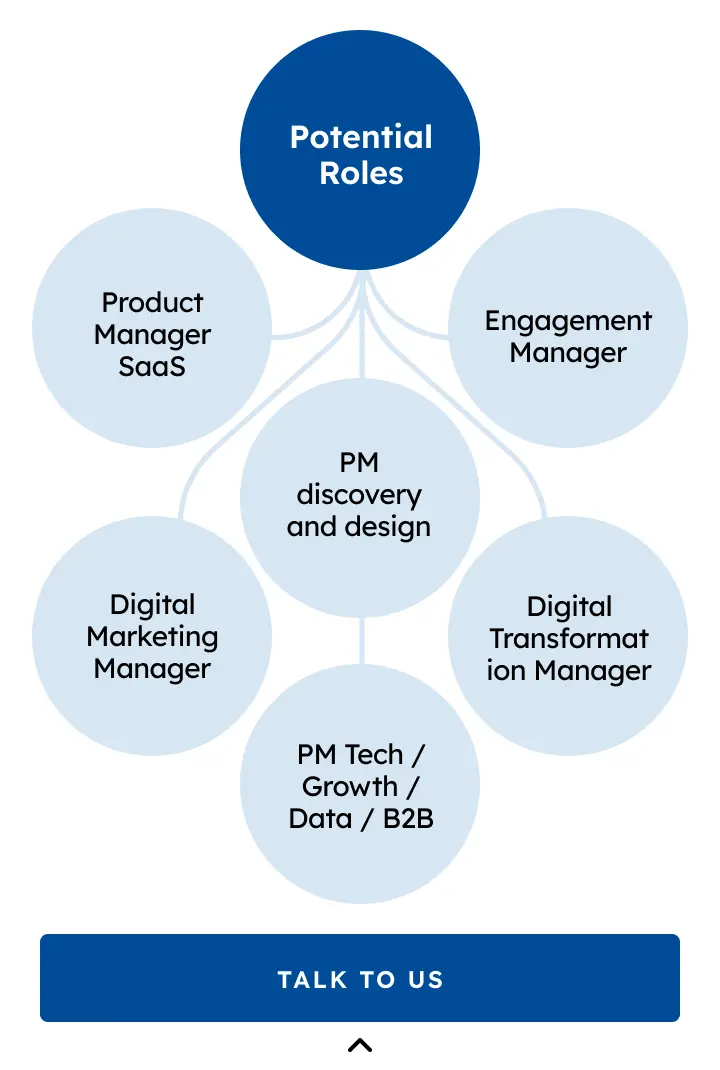 Potential
Roles
Product
Manager
SaaS
Engagement
Manager
PM
discovery
and design
Digital
Marketing
Manager
Digital
Transformat
ion Manager
PM Tech /
Growth /
Data / B2B
TALK TO US